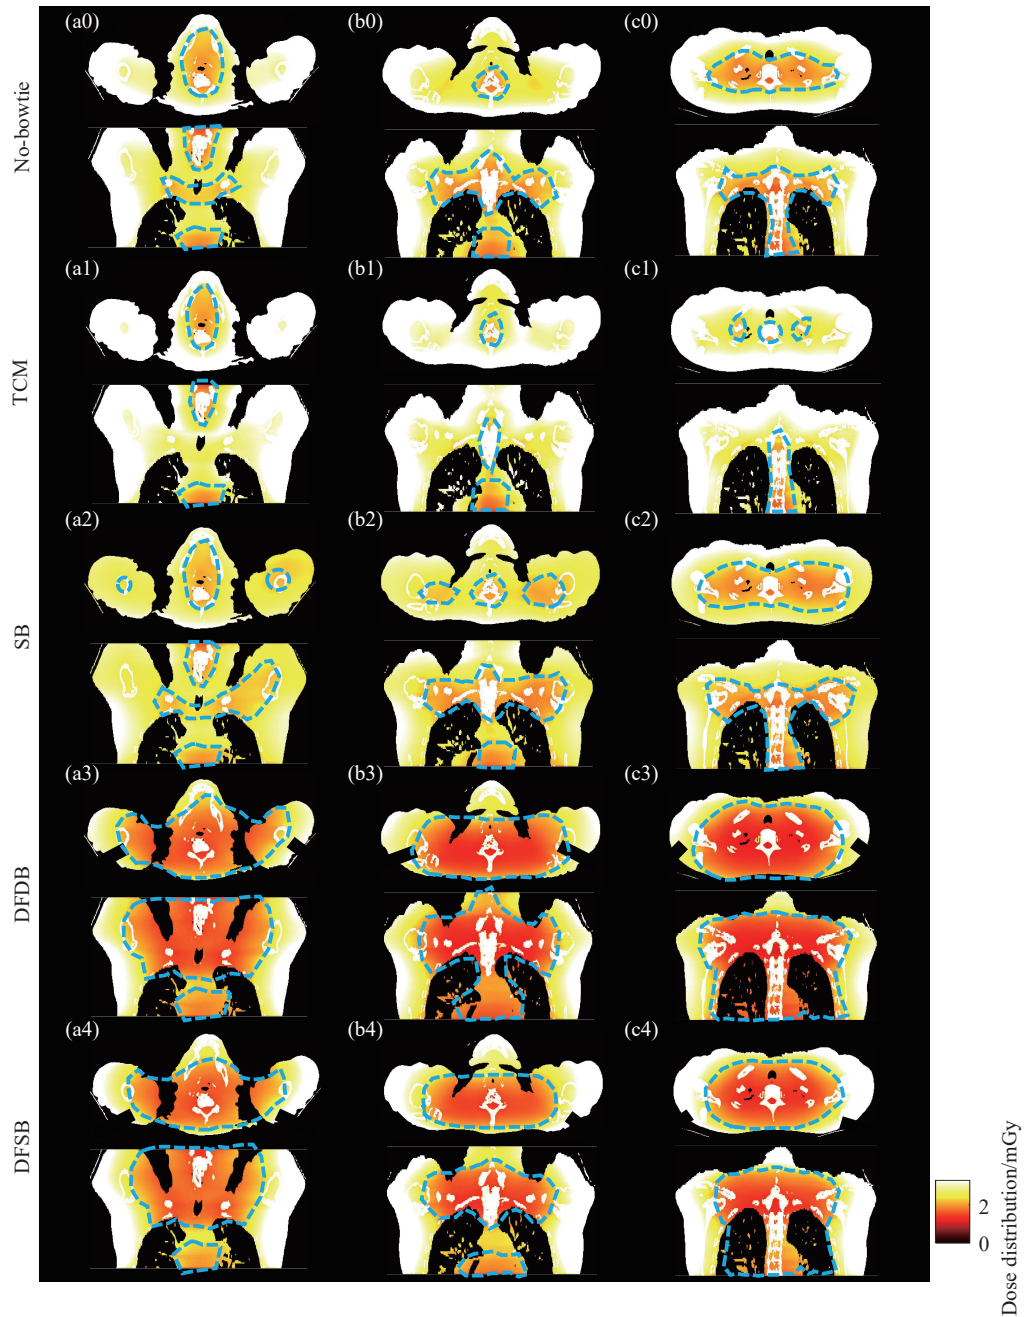 No-bowtie
(a0) (b0) (c0)
TCM
(a1) (b1) (c1)
SB
(a2) (b2) (c2)
DFDB
(a3) (b3) (c3)
DFSB
(a4) (b4) (c4)
2
0
Dose distribution/mGy